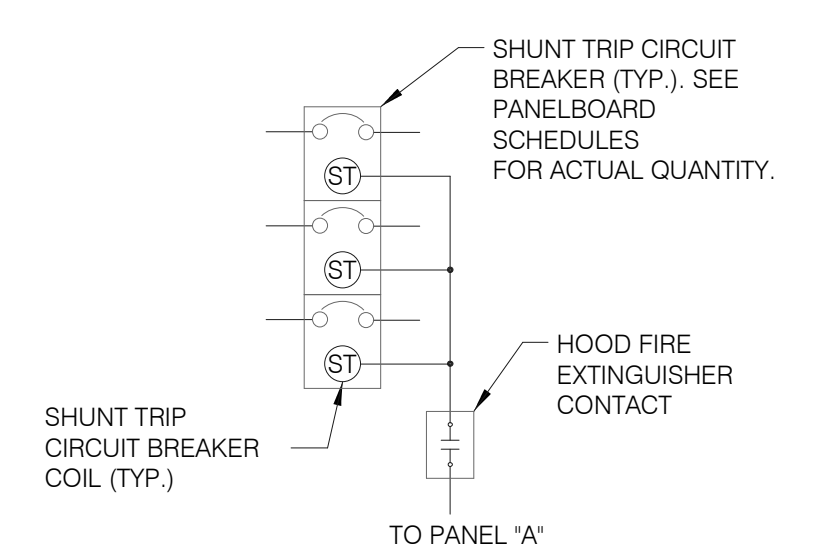 SHUNT TRIP CIRCUIT
BREAKER (TYP.). SEE
PANELBOARD
SCHEDULES
FOR ACTUAL QUANTITY.
ST
ST
ST
HOOD FIRE
EXTINGUISHER
CONTACT
SHUNT TRIP
CIRCUIT BREAKER
COIL (TYP.)
TO PANEL "A"